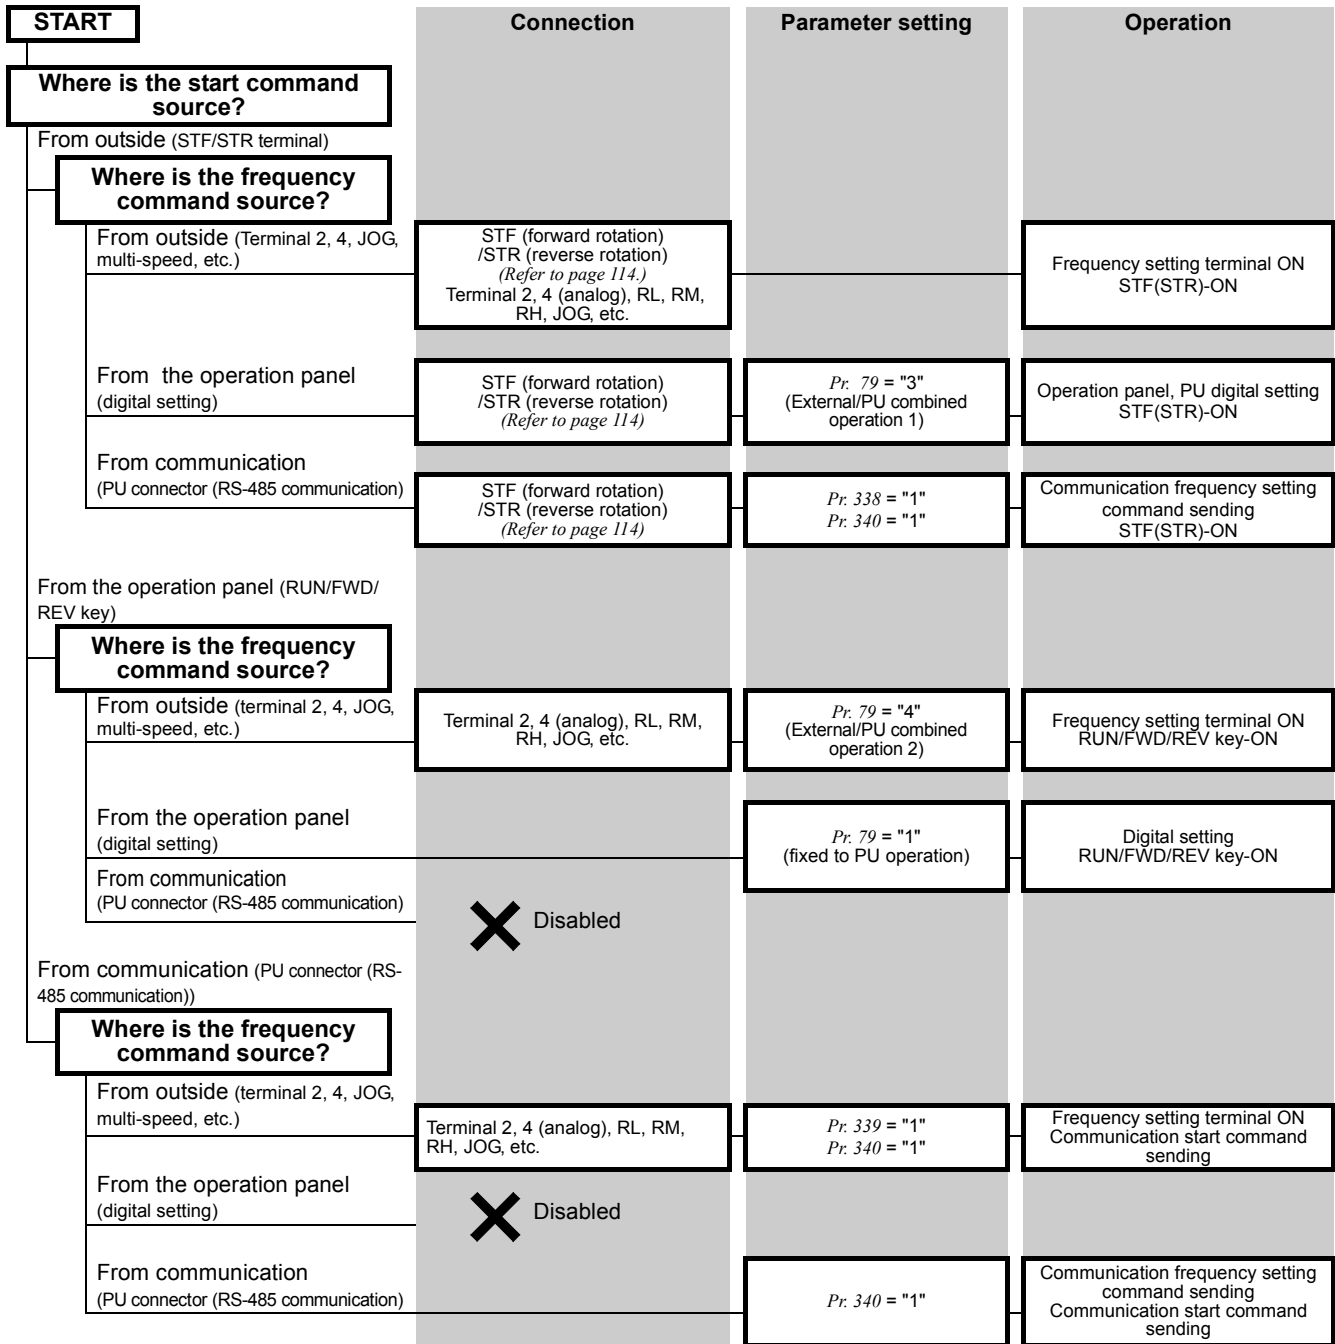 START
Connection
Parameter setting
Operation
Where is the start command
source?
From outside (STF/STR terminal)
Where is the frequency
command source?
From outside (Terminal 2, 4, JOG,
multi-speed, etc.)
STF (forward rotation)
/STR (reverse rotation)
(Refer to page 114.)
Terminal 2, 4 (analog), RL, RM,
RH, JOG, etc.
Frequency setting terminal ON
STF(STR)-ON
From the operation panel
(digital setting)
STF (forward rotation)
/STR (reverse rotation)
(Refer to page 114)
Pr. 79 = "3"
(External/PU combined
operation 1)
Operation panel, PU digital setting
STF(STR)-ON
From communication
(PU connector (RS-485 communication)
STF (forward rotation)
/STR (reverse rotation)
(Refer to page 114)
Pr. 338 = "1"
Pr. 340 = "1"
Communication frequency setting
command sending
STF(STR)-ON
From the operation panel (RUN/FWD/
REV key)
Where is the frequency
command source?
From outside (terminal 2, 4, JOG,
multi-speed, etc.)
Terminal 2, 4 (analog), RL, RM,
RH, JOG, etc.
Pr. 79 = "4"
(External/PU combined
operation 2)
Frequency setting terminal ON
RUN/FWD/REV key-ON
From the operation panel
(digital setting)
Pr. 79 = "1"
(fixed to PU operation)
Digital setting
RUN/FWD/REV key-ON
From communication
(PU connector (RS-485 communication)
Disabled
From communication (PU connector (RS-
485 communication))
Where is the frequency
command source?
From outside (terminal 2, 4, JOG,
multi-speed, etc.)
Terminal 2, 4 (analog), RL, RM,
RH, JOG, etc.
Pr. 339 = "1"
Pr. 340 = "1"
Frequency setting terminal ON
Communication start command
sending
From the operation panel
(digital setting)
Disabled
From communication
(PU connector (RS-485 communication)
Pr. 340 = "1"
Communication frequency setting
command sending
Communication start command
sending